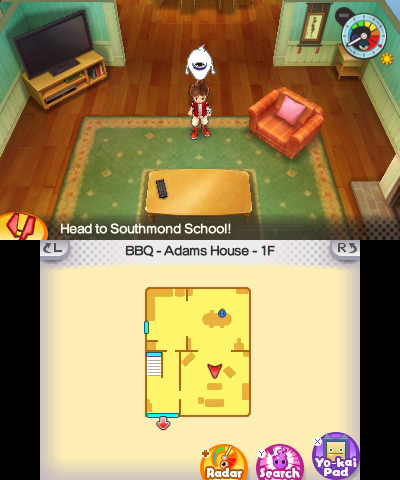 Head to Southmond School!
L
BBQ - Adams House - 1F
R
X
Y
Radar
Search
Yo-kai
Pad